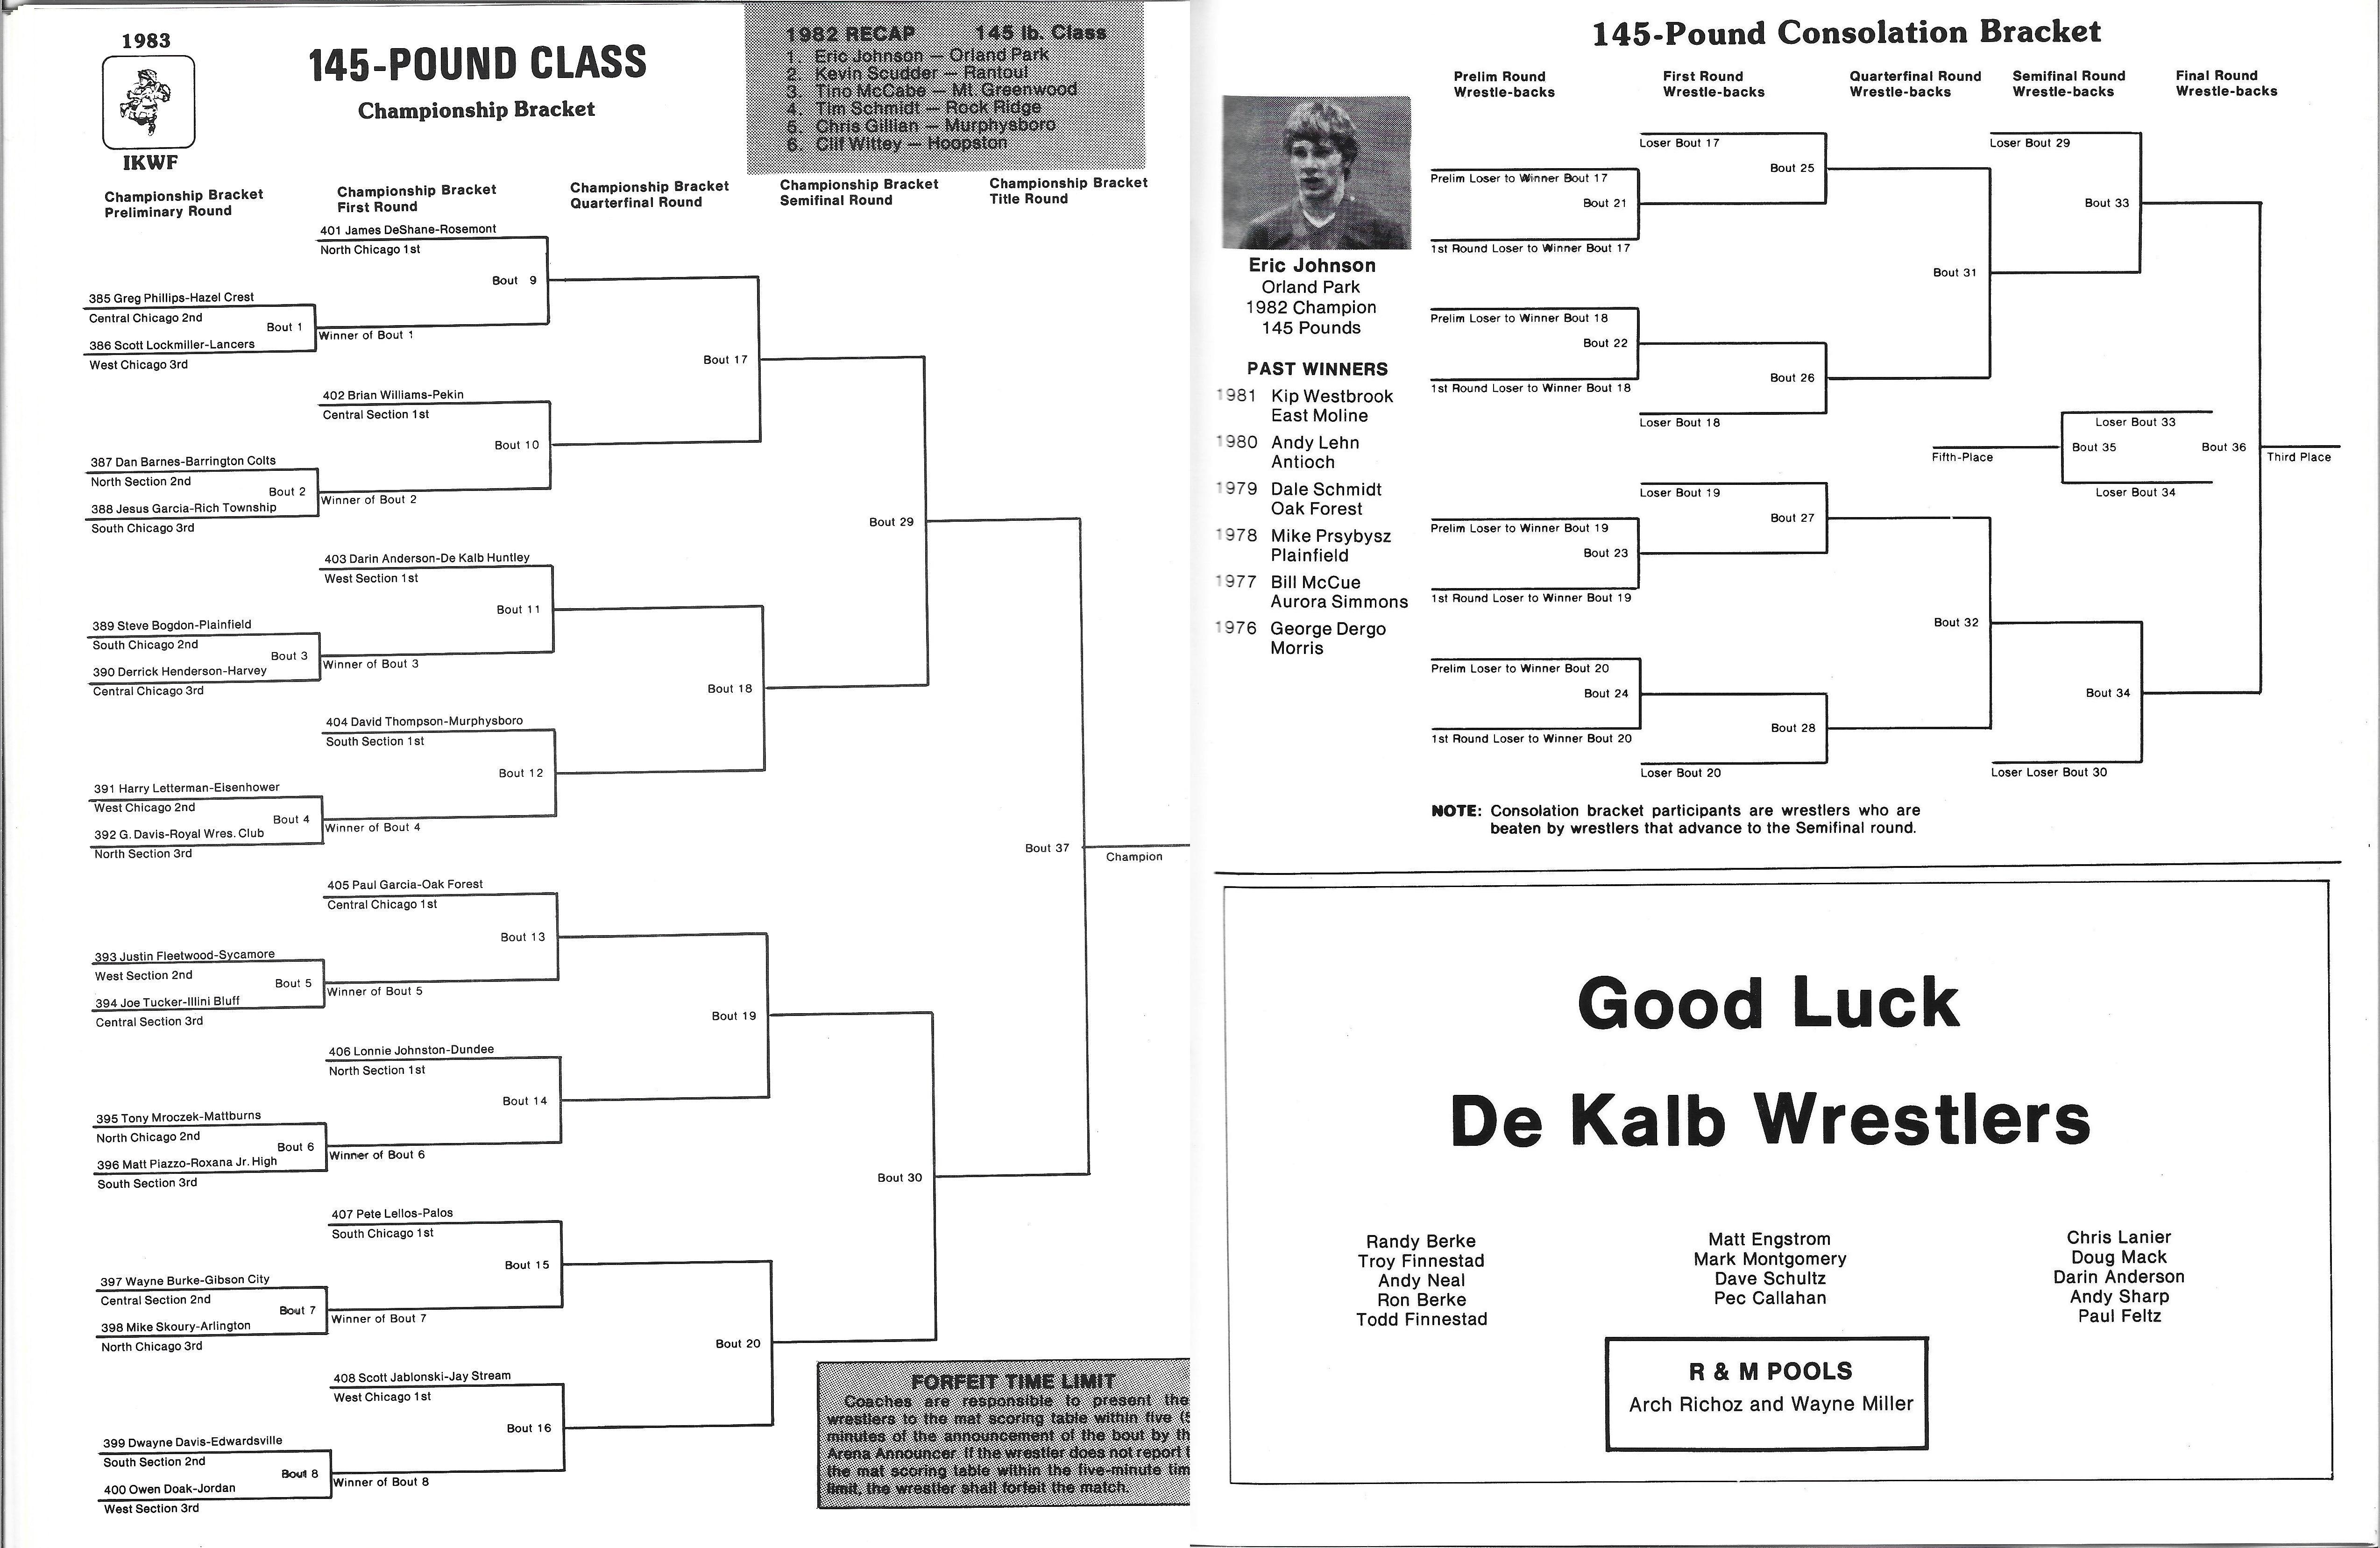 1983
IKWF
145-POUND CLASS
Championship Bracket
1982 RECAP 145 lb. Class
1. Eric Johnson — Orland Park
2. Kevin Scudder — Rantoul
3. Tino McCabe — Mt. Greenwood
4. Tim Schmidt — Rock Ridge
5. Chris Gillian — Murphysboro
6. Clif Wittey — Hoopston
Championship Bracket
Preliminary Round
Championship Bracket
First Round
Championship Bracket
Quarterfinal Round
Championship Bracket
Semifinal Round
Championship Bracket
Title Round
401 James DeShane-Rosemont
North Chicago 1st
Bout 9
385 Greg Phillips-Hazel Crest
Central Chicago 2nd
Bout 1
386 Scott Lockmiller-Lancers
West Chicago 3rd
Winner of Bout 1
Bout 17
402 Brian Williams-Pekin
Central Section 1st
Bout 10
387 Dan Barnes-Barrington Colts
North Section 2nd
Bout 2
388 Jesus Garcia-Rich Township
South Chicago 3rd
Winner of Bout 2
Bout 29
403 Darin Anderson-De Kalb Huntley
West Section 1st
Bout 11
389 Steve Bogdon-Plainfield
South Chicago 2nd
Bout 3
390 Derrick Henderson-Harvey
Central Chicago 3rd
Winner of Bout 3
Bout 18
404 David Thompson-Murphysboro
South Section 1st
Bout 12
391 Harry Letterman-Eisenhower
West Chicago 2nd
Bout 4
392 G. Davis-Royal Wres. Club
North Section 3rd
Winner of Bout 4
Bout 37
Champion
405 Paul Garcia-Oak Forest
Central Chicago 1st
Bout 13
393 Justin Fleetwood-Sycamore
West Section 2nd
Bout 5
394 Joe Tucker-Illini Bluff
Central Section 3rd
Winner of Bout 5
Bout 19
406 Lonnie Johnston-Dundee
North Section 1st
Bout 14
395 Tony Mroczek-Mattburns
North Chicago 2nd
Bout 6
396 Matt Piazzo-Roxana Jr. High
South Section 3rd
Winner of Bout 6
Bout 30
407 Pete Lellos-Palos
South Chicago 1st
Bout 15
397 Wayne Burke-Gibson City
Central Section 2nd
Bout 7
398 Mike Skoury-Arlington
North Chicago 3rd
Winner of Bout 7
Bout 20
408 Scott Jablonski-Jay Stream
West Chicago 1st
Bout 16
399 Dwayne Davis-Edwardsville
South Section 2nd
Bout 8
400 Owen Doak-Jordan
West Section 3rd
Winner of Bout 8
FORFEIT TIME LIMIT
Coaches are responsible to present the
wrestlers to the mat scoring table within five (5
minutes of the announcement of the bout by th
Arena Announcer. If the wrestler does not report t
the mat scoring table within the five-minute tim
limit, the wrestler shall forfeit the match.
145-Pound Consolation Bracket
Prelim Round
Wrestle-backs
First Round
Wrestle-backs
Quarterfinal Round
Wrestle-backs
Semifinal Round
Wrestle-backs
Final Round
Wrestle-backs
Eric Johnson
Orland Park
1982 Champion
145 Pounds
PAST WINNERS
1981 Kip Westbrook
East Moline
1980 Andy Lehn
Antioch
1979 Dale Schmidt
Oak Forest
1978 Mike Prsybysz
Plainfield
1977 Bill McCue
Aurora Simmons
1976 George Dergo
Morris
Loser Bout 17
Bout 25
Prelim Loser to Winner Bout 17
Bout 21
1st Round Loser to Winner Bout 17
Loser Bout 29
Bout 33
Bout 31
Prelim Loser to Winner Bout 18
Bout 22
1st Round Loser to Winner Bout 18
Bout 26
Loser Bout 18
Loser Bout 33
Fifth-Place
Bout 35
Bout 36
Third Place
Loser Bout 34
Loser Bout 19
Bout 27
Prelim Loser to Winner Bout 19
Bout 23
1st Round Loser to Winner Bout 19
Bout 32
Prelim Loser to Winner Bout 20
Bout 24
1st Round Loser to Winner Bout 20
Bout 28
Loser Bout 20
Bout 34
Loser Loser Bout 30
NOTE: Consolation bracket participants are wrestlers who are
beaten by wrestlers that advance to the Semifinal round.
Good Luck
De Kalb Wrestlers
Randy Berke
Troy Finnestad
Andy Neal
Ron Berke
Todd Finnestad
Matt Engstrom
Mark Montgomery
Dave Schultz
Pec Callahan
Chris Lanier
Doug Mack
Darin Anderson
Andy Sharp
Paul Feltz
R & M POOLS
Arch Richoz and Wayne Miller